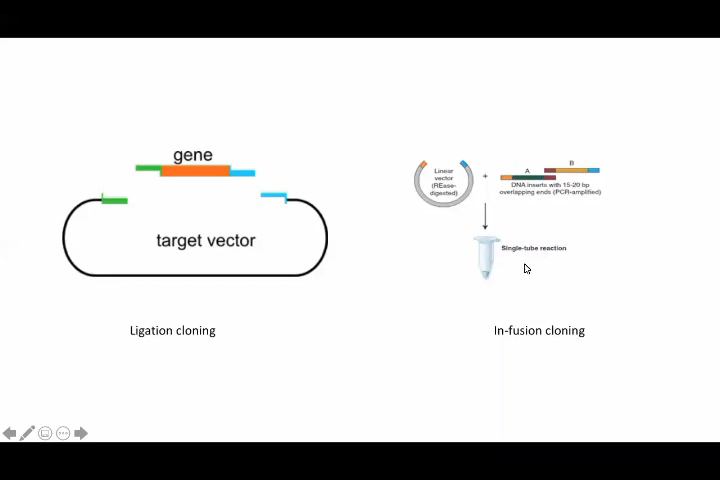 gene
target vector
Ligation cloning
Linear
vector
(REase-
digested)
+
A
B
DNA inserts with 15-20 bp
overlapping ends (PCR-amplified)
Single-tube reaction
In-fusion cloning